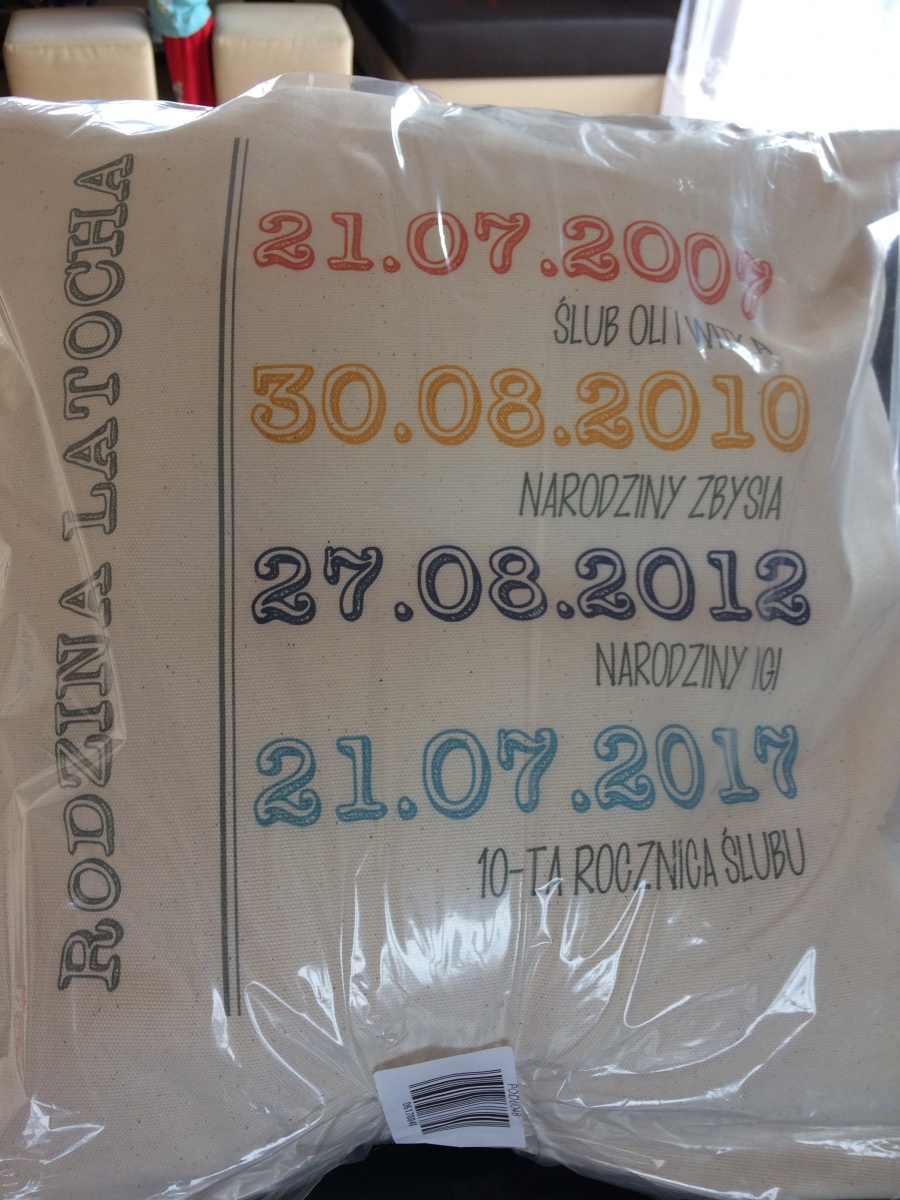 RODZINA LATOCHA
21.07.2007
ŚLUB OLI I
30.08.2010
NARODZINY ZBYSIA
27.08.2012
NARODZINY IGI
21.07.2017
10-TA ROCZNICA ŚLUBU